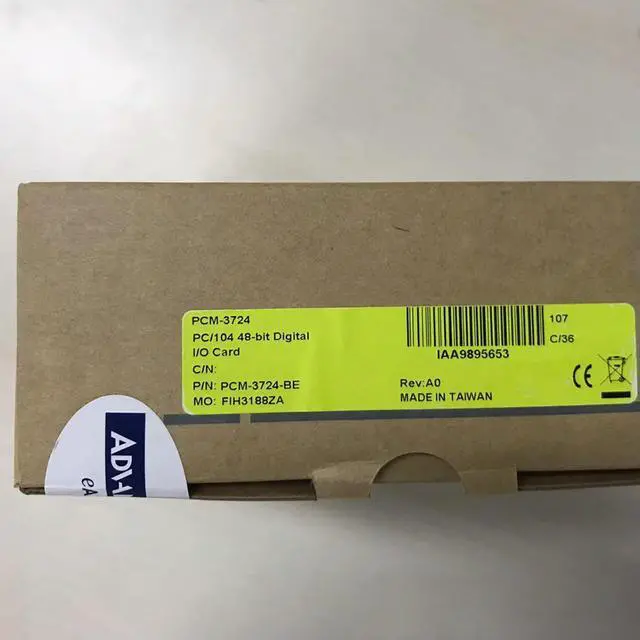 PCM-3724
PC/104 48-bit Digital
I/O Card
C/N:
P/N: PCM-3724-BE
MO: FIH3188ZA
107
C/36
IAA9895653
Rev:A0
MADE IN TAIWAN
CE